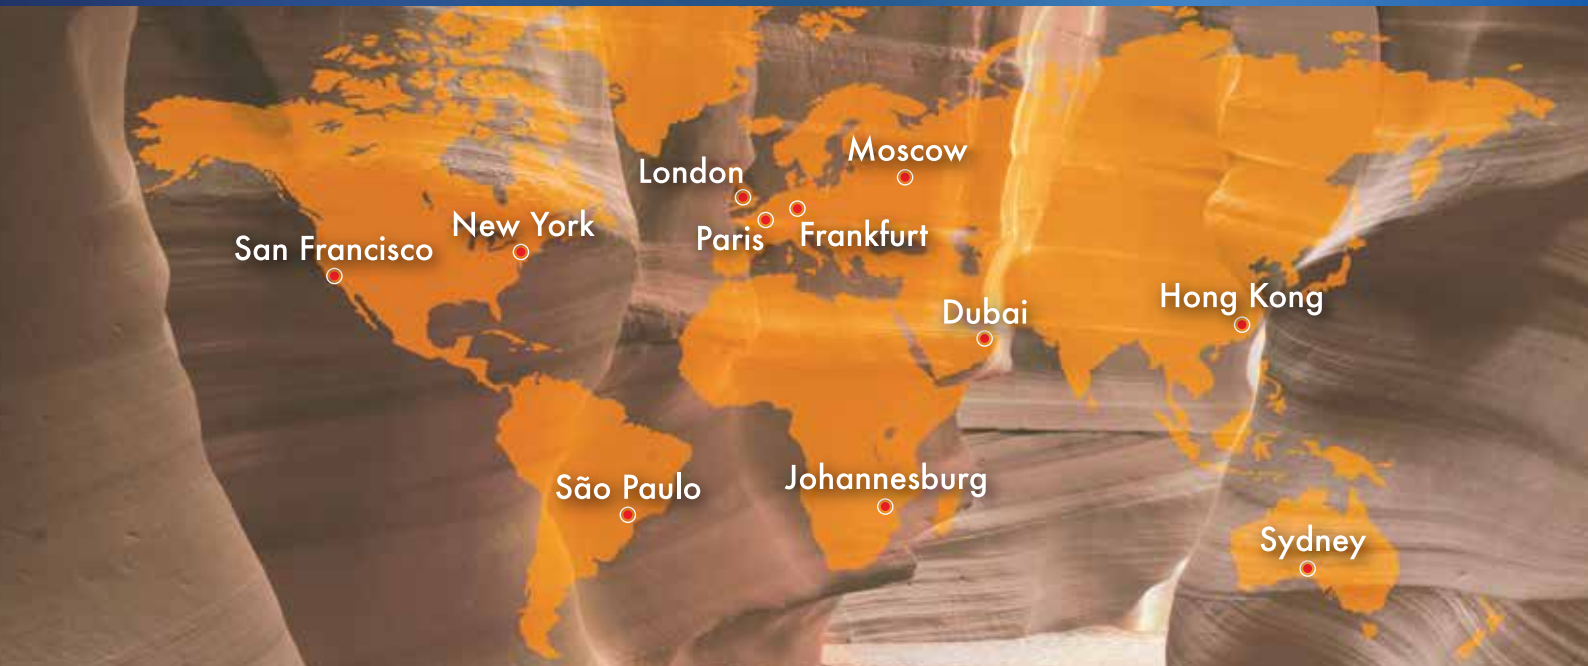 Moscow
London
New York
Paris
Frankfurt
San Francisco
Hong Kong
Dubai
Johannesburg
São Paulo
Sydney